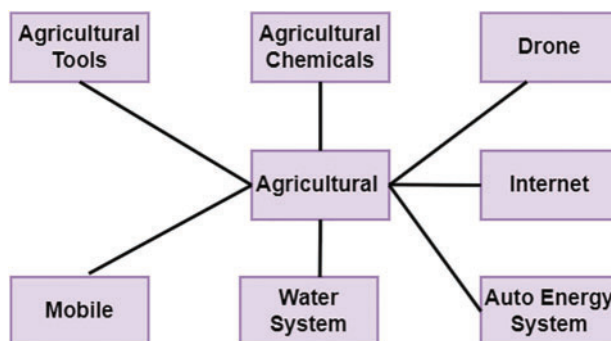 Agricultural
Tools
Agricultural
Chemicals
Drone
Agricultural
Internet
Mobile
Water
System
Auto Energy
System